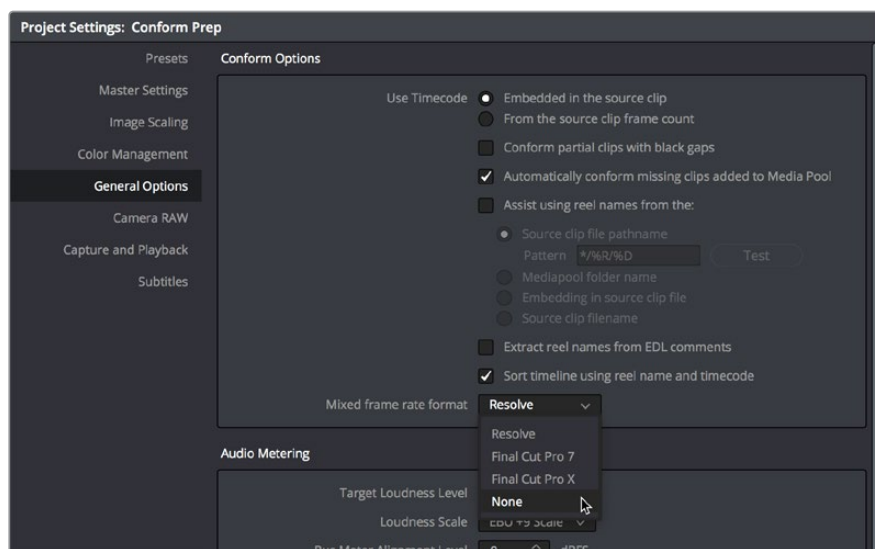 Project Settings: Conform Prep
Presets
Master Settings
Image Scaling
Color Management
General Options
Camera RAW
Capture and Playback
Subtitles
Conform Options
Use Timecode Embedded in the source clip
From the source clip frame count
Conform partial clips with black gaps
Automatically conform missing clips added to Media Pool
Assist using reel names from the:
Source clip file pathname
Pattern */%R/%D Test
Mediapool folder name
Embedding in source clip file
Source clip filename
Extract reel names from EDL comments
Sort timeline using reel name and timecode
Mixed frame rate format Resolve
Resolve
Final Cut Pro 7
Final Cut Pro X
None
Audio Metering
Target Loudness Level
Loudness Scale EBU +9 Scale